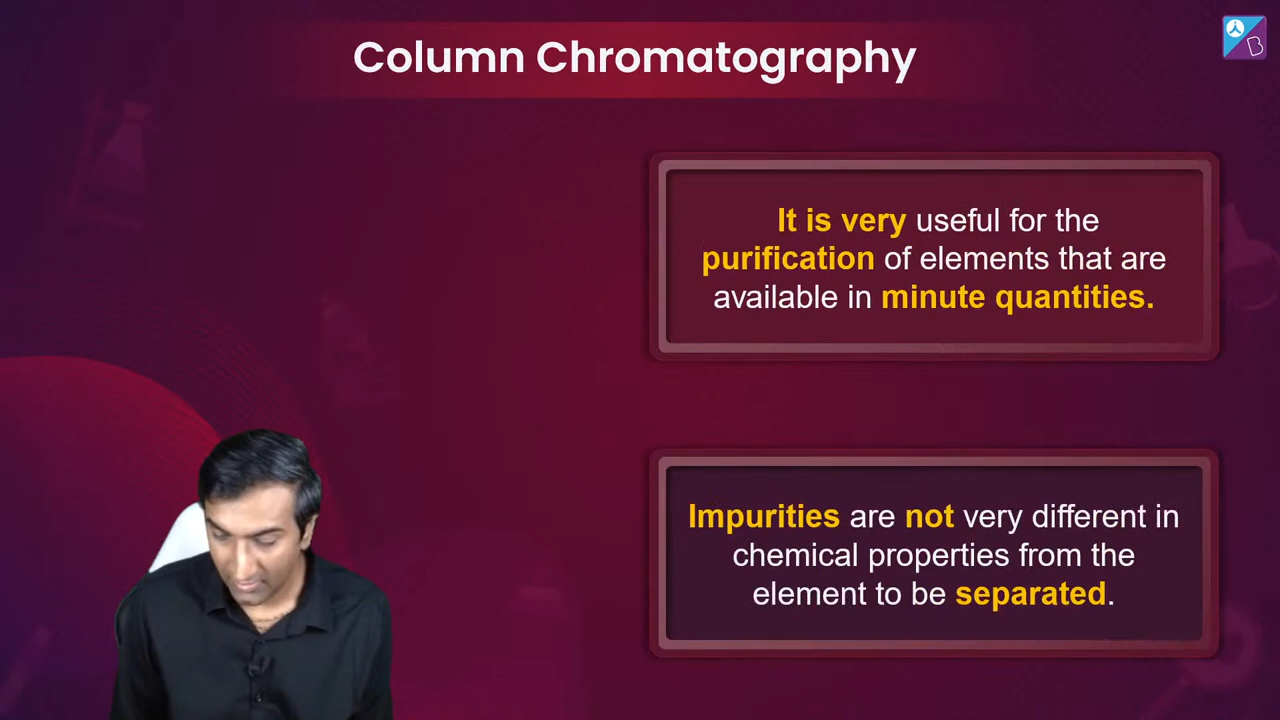 Column Chromatography
It is very useful for the
purification of elements that are
available in minute quantities.
Impurities are not very different in
chemical properties from the
element to be separated.